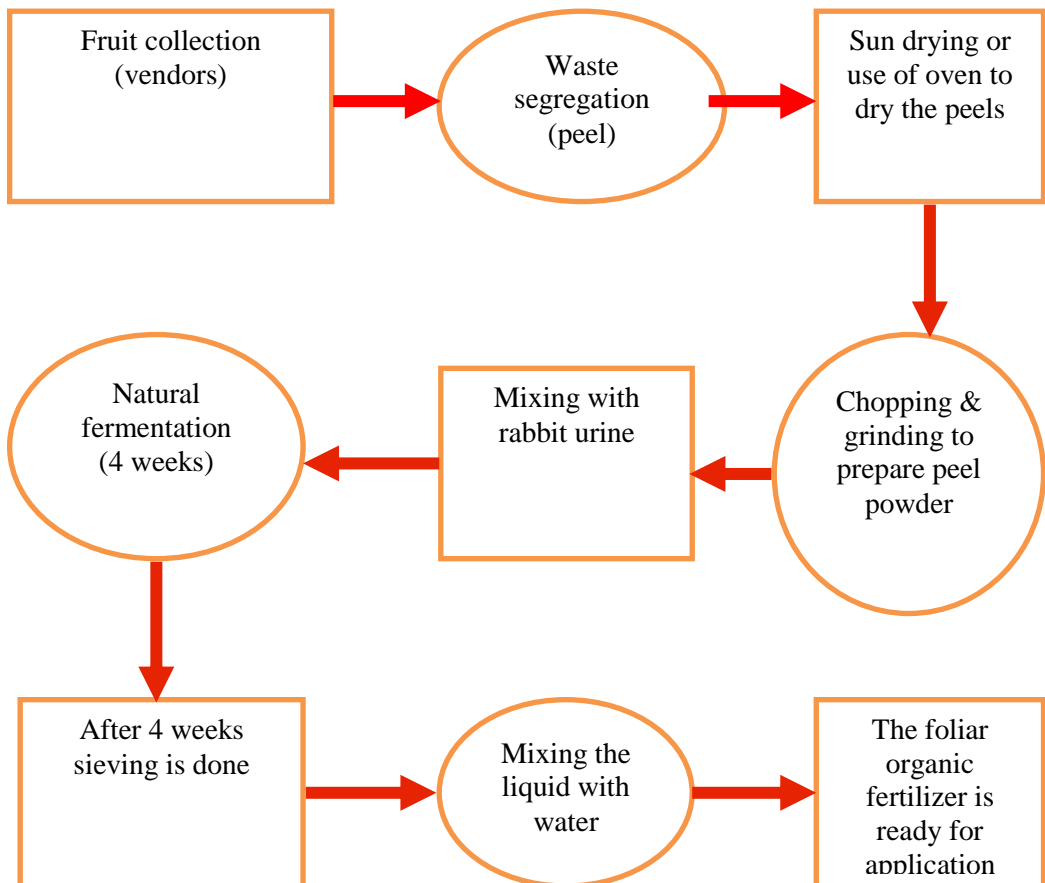 Fruit collection
(vendors)
Waste
segregation
(peel)
Sun drying or
use of oven to
dry the peels
Chopping &
grinding to
prepare peel
powder
Mixing with
rabbit urine
Natural
fermentation
(4 weeks)
After 4 weeks
sieving is done
Mixing the
liquid with
water
The foliar
organic
fertilizer is
ready for
application